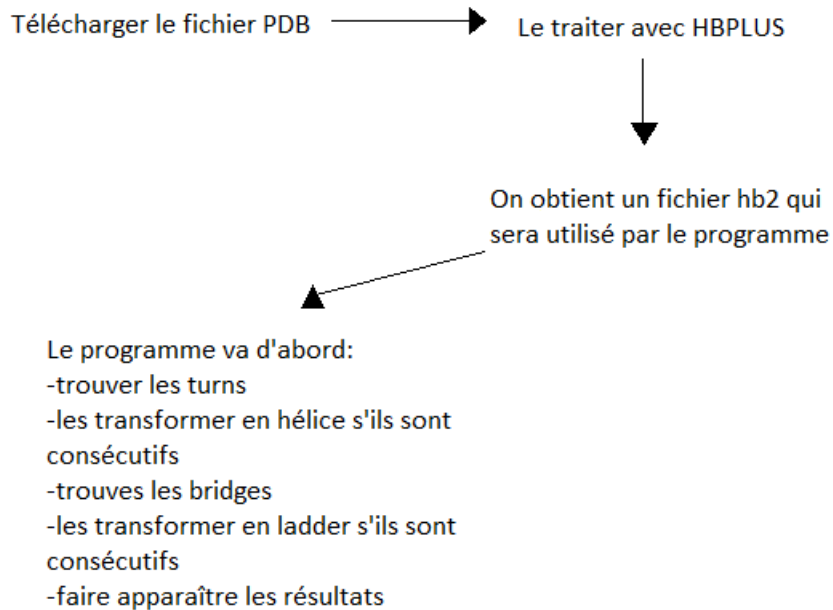 Télécharger le fichier PDB
Le traiter avec HBPLUS
On obtient un fichier hb2 qui
sera utilisé par le programme
Le programme va d'abord:
-trouver les turns
-les transformer en hélice s'ils sont
consécutifs
-trouves les bridges
-les transformer en ladder s'ils sont
consécutifs
-faire apparaître les résultats